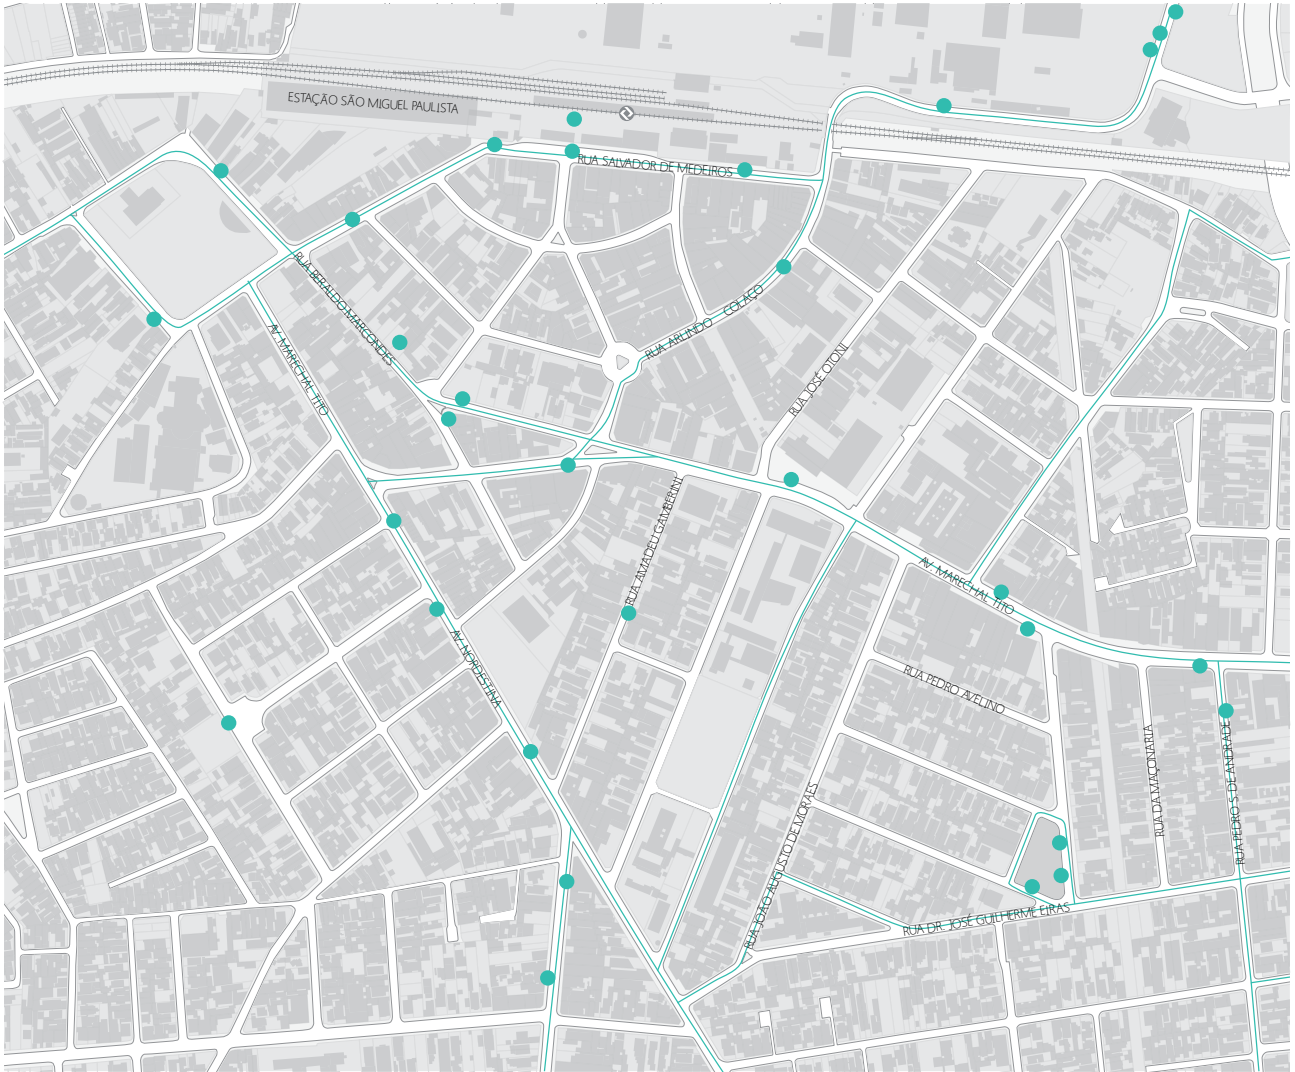 ESTAÇÃO SÃO MIGUEL PAULISTA
RUA SALVADOR DE MEDEIROS
RUA BERALDO MARCONDES
AV. MARECHAL TITO
RUA ARLINDO COLAÇO
RUA JOSÉ OTONI
RUA AMADEU GAMBERINI
AV. MARECHAL TITO
AV. NORDESTINA
RUA PEDRO AVELINO
RUA DA MAÇONARIA
RUA PEDRO S. DE ANDRADE
RUA JOÃO AUGUSTO DE MORAES
RUA DR. JOSÉ GUILHERME EIRAS